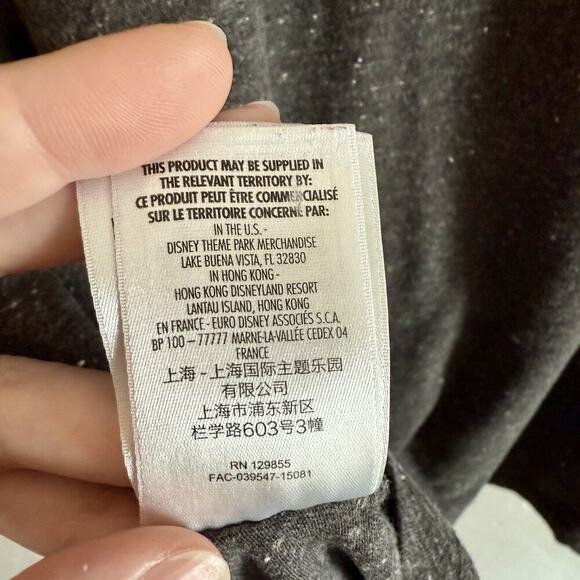 THIS PRODUCT MAY BE SUPPLIED IN
THE RELEVANT TERRITORY BY:
CE PRODUIT PEUT ÊTRE COMMERCIALISÉ
SUR LE TERRITOIRE CONCERNÉ PAR:
IN THE U.S. -
DISNEY THEME PARK MERCHANDISE
LAKE BUENA VISTA, FL 32830
IN HONG KONG -
HONG KONG DISNEYLAND RESORT
LANTAU ISLAND, HONG KONG
EN FRANCE - EURO DISNEY ASSOCIÉS S.C.A.
BP 100 – 77777 MARNE-LA-VALLÉE CEDEX 04
FRANCE
上海 - 上海国际主题乐园
有限公司
上海市浦东新区
栏学路603号3幢
RN 129855
FAC-039547-15081